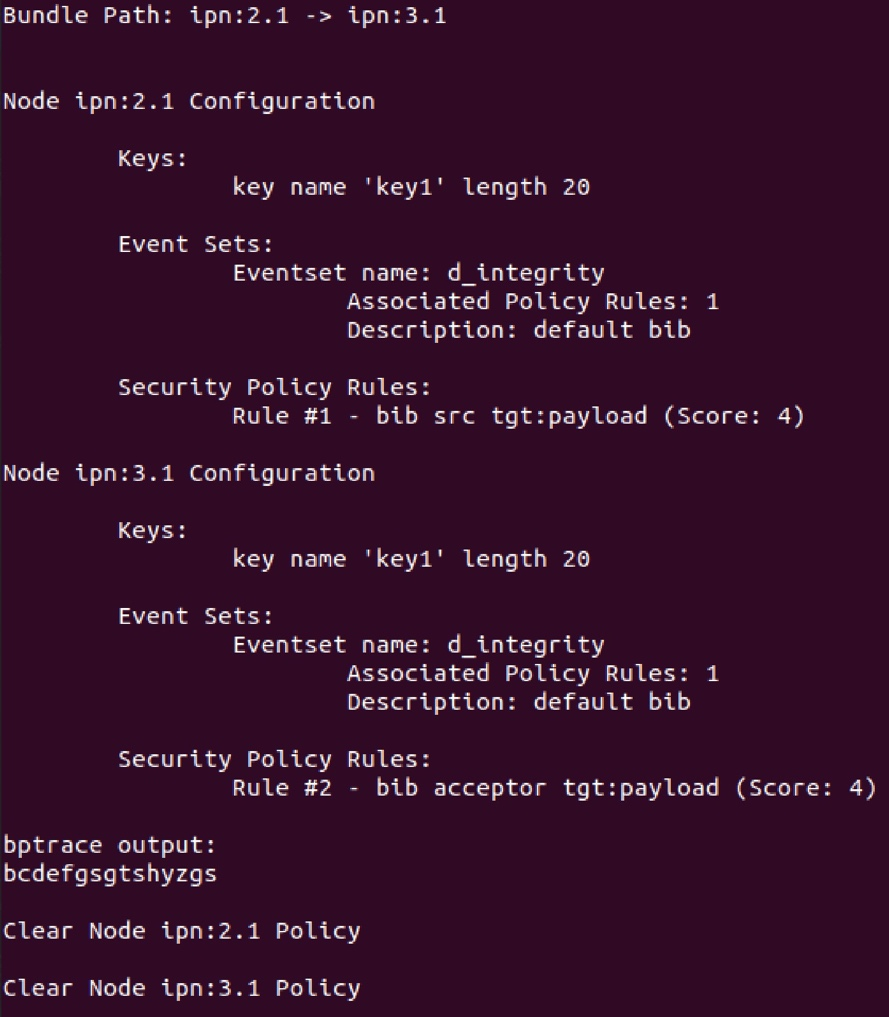 Bundle Path: ipn:2.1 -> ipn:3.1
Node ipn:2.1 Configuration
Keys:
key name 'key1' length 20
Event Sets:
Eventset name: d_integrity
Associated Policy Rules: 1
Description: default bib
Security Policy Rules:
Rule #1 - bib src tgt:payload (Score: 4)
Node ipn:3.1 Configuration
Keys:
key name 'key1' length 20
Event Sets:
Eventset name: d_integrity
Associated Policy Rules: 1
Description: default bib
Security Policy Rules:
Rule #2 - bib acceptor tgt:payload (Score: 4)
bptrace output:
bcdefgsgtshyzgs
Clear Node ipn:2.1 Policy
Clear Node ipn:3.1 Policy